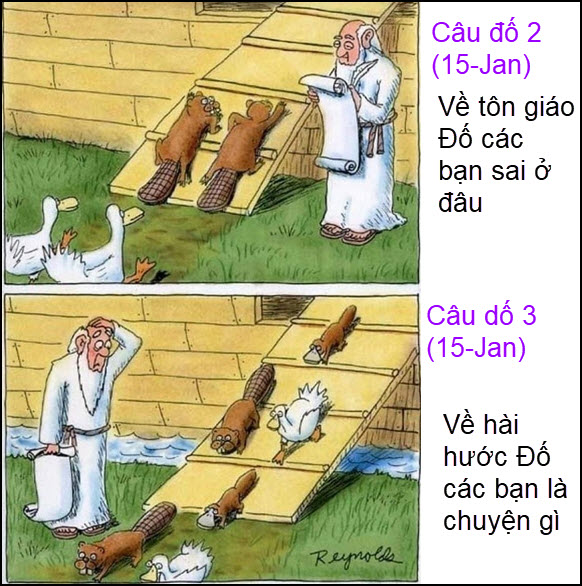 Câu đố 2
(15-Jan)
Về tôn giáo
Đố các
bạn sai ở
đâu
Câu dố 3
(15-Jan)
Về hài
hước Đố
các bạn là
chuyện gì
Reynolds